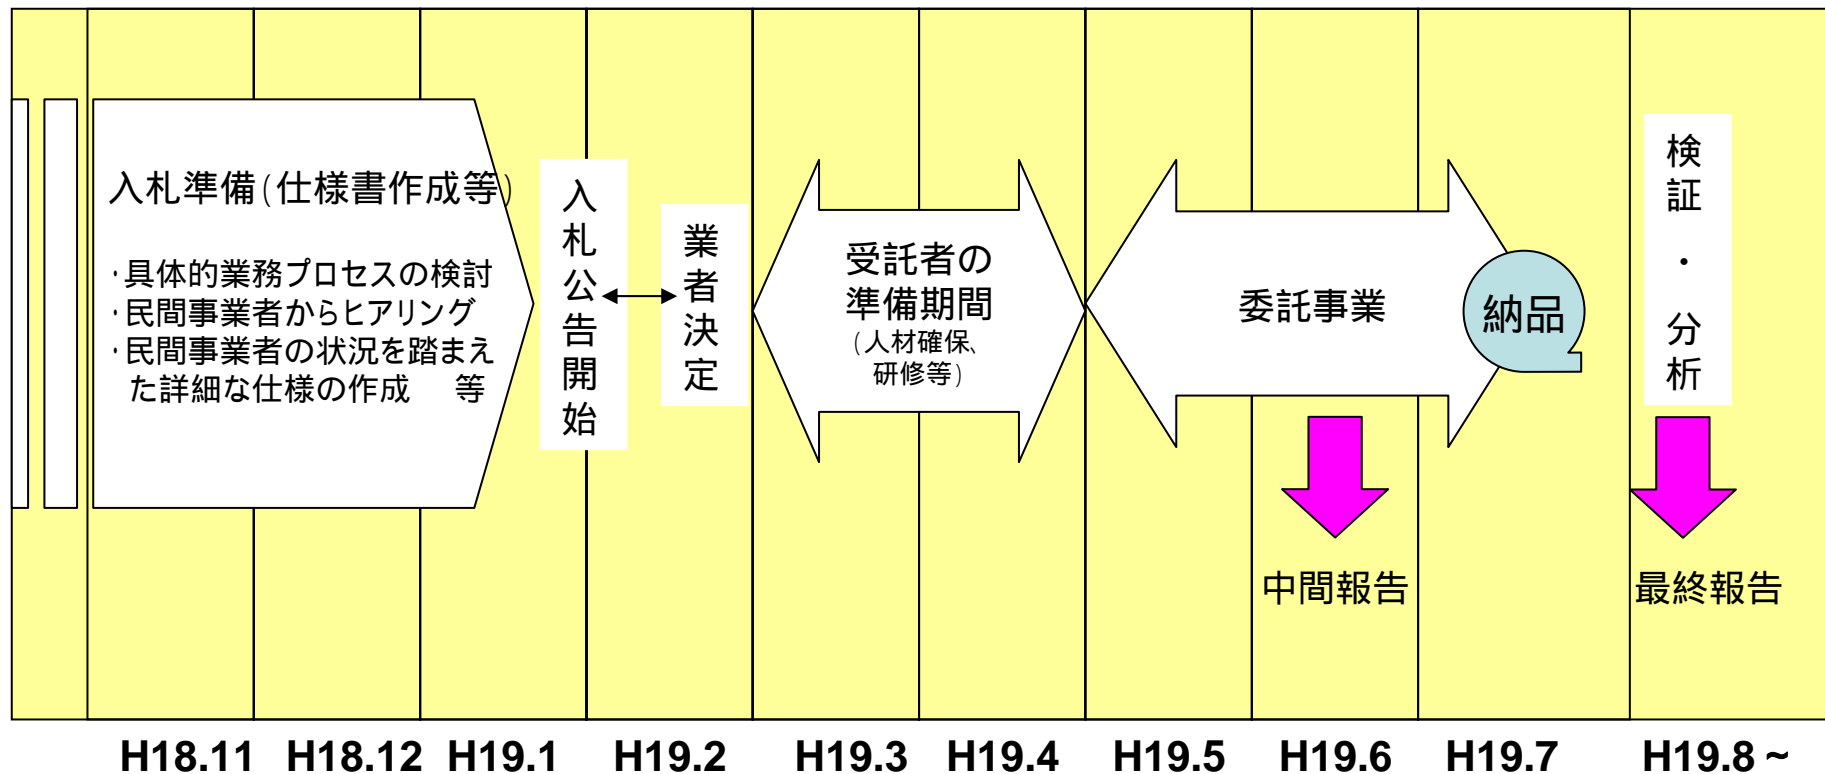 入札準備(仕様書作成等)
・具体的業務プロセスの検討
・民間事業者からヒアリング
・民間事業者の状況を踏まえ
た詳細な仕様の作成　等
入札公告開始
業者決定
受託者の
準備期間
(人材確保、
研修等)
委託事業
納品
検証・分析
中間報告
最終報告
H18.11
H18.12
H19.1
H19.2
H19.3
H19.4
H19.5
H19.6
H19.7
H19.8～